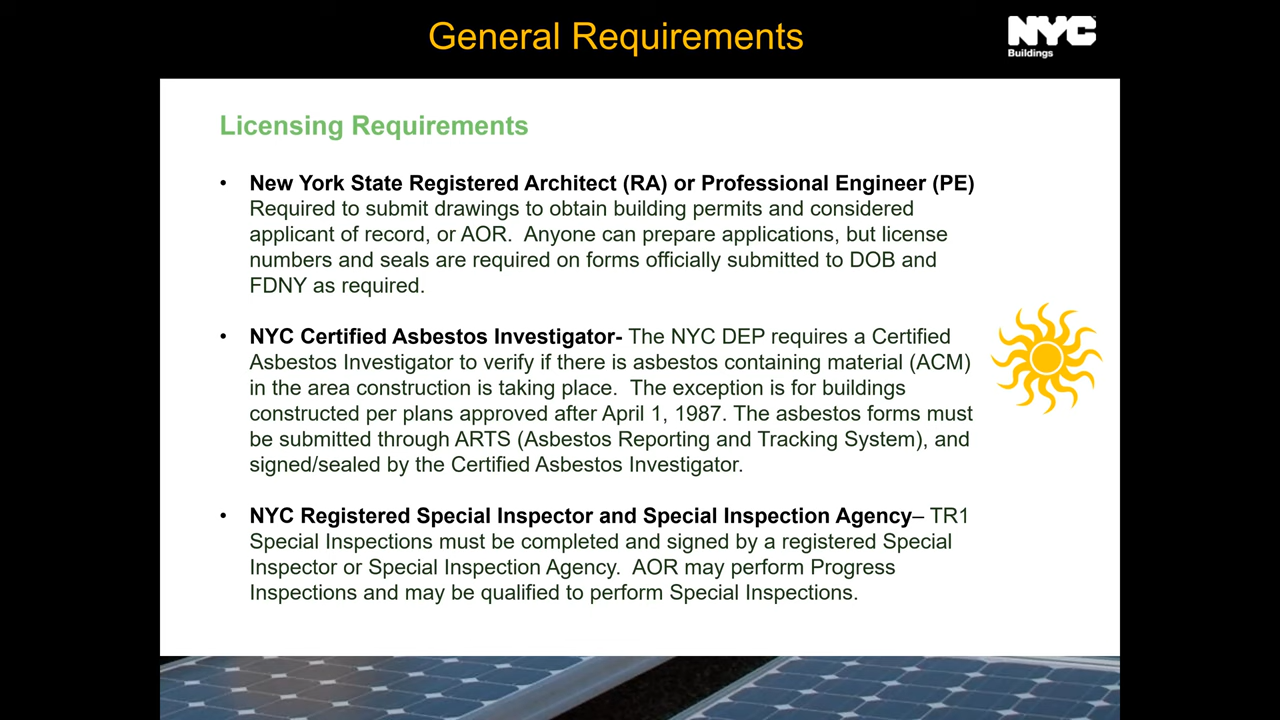 General Requirements
NYC
Buildings
Licensing Requirements
• New York State Registered Architect (RA) or Professional Engineer (PE)
Required to submit drawings to obtain building permits and considered
applicant of record, or AOR.  Anyone can prepare applications, but license
numbers and seals are required on forms officially submitted to DOB and
FDNY as required.
• NYC Certified Asbestos Investigator- The NYC DEP requires a Certified
Asbestos Investigator to verify if there is asbestos containing material (ACM)
in the area construction is taking place.  The exception is for buildings
constructed per plans approved after April 1, 1987. The asbestos forms must
be submitted through ARTS (Asbestos Reporting and Tracking System), and
signed/sealed by the Certified Asbestos Investigator.
• NYC Registered Special Inspector and Special Inspection Agency– TR1
Special Inspections must be completed and signed by a registered Special
Inspector or Special Inspection Agency.  AOR may perform Progress
Inspections and may be qualified to perform Special Inspections.